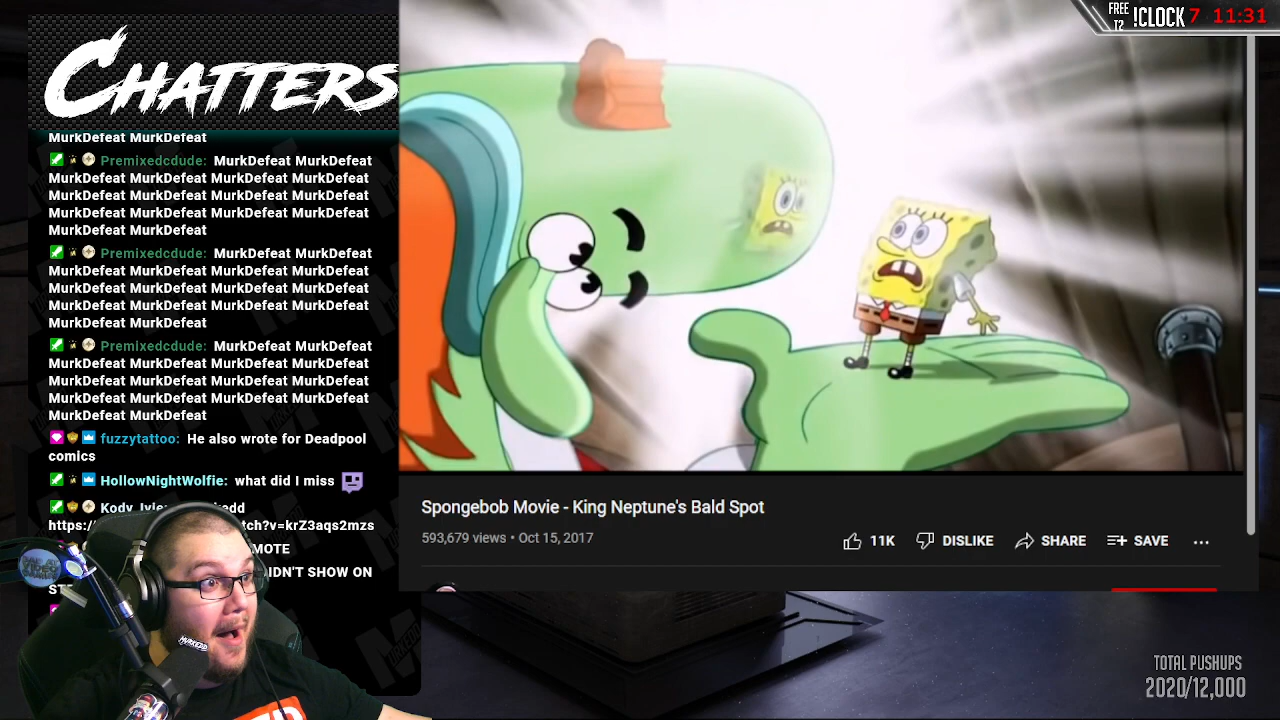 CHATTERS
MurkDefeat MurkDefeat
Premixedcdude: MurkDefeat MurkDefeat
MurkDefeat MurkDefeat MurkDefeat MurkDefeat
MurkDefeat MurkDefeat MurkDefeat MurkDefeat
MurkDefeat MurkDefeat MurkDefeat MurkDefeat
MurkDefeat MurkDefeat
Premixedcdude: MurkDefeat MurkDefeat
MurkDefeat MurkDefeat MurkDefeat MurkDefeat
MurkDefeat MurkDefeat MurkDefeat MurkDefeat
MurkDefeat MurkDefeat MurkDefeat MurkDefeat
MurkDefeat MurkDefeat
Premixedcdude: MurkDefeat MurkDefeat
MurkDefeat MurkDefeat MurkDefeat MurkDefeat
MurkDefeat MurkDefeat MurkDefeat MurkDefeat
MurkDefeat MurkDefeat MurkDefeat MurkDefeat
MurkDefeat MurkDefeat
fuzzytattoo: He also wrote for Deadpool
comics
HollowNightWolfie: what did I miss
https://
tch?v=krZ3aqs2mzs
MOTE
IDN'T SHOW ON
MURKEDD
FREE
12
!CLOCK 7 11:31
Spongebob Movie - King Neptune's Bald Spot
593,679 views • Oct 15, 2017
11K DISLIKE SHARE SAVE ...
TOTAL PUSHUPS
2020/12,000